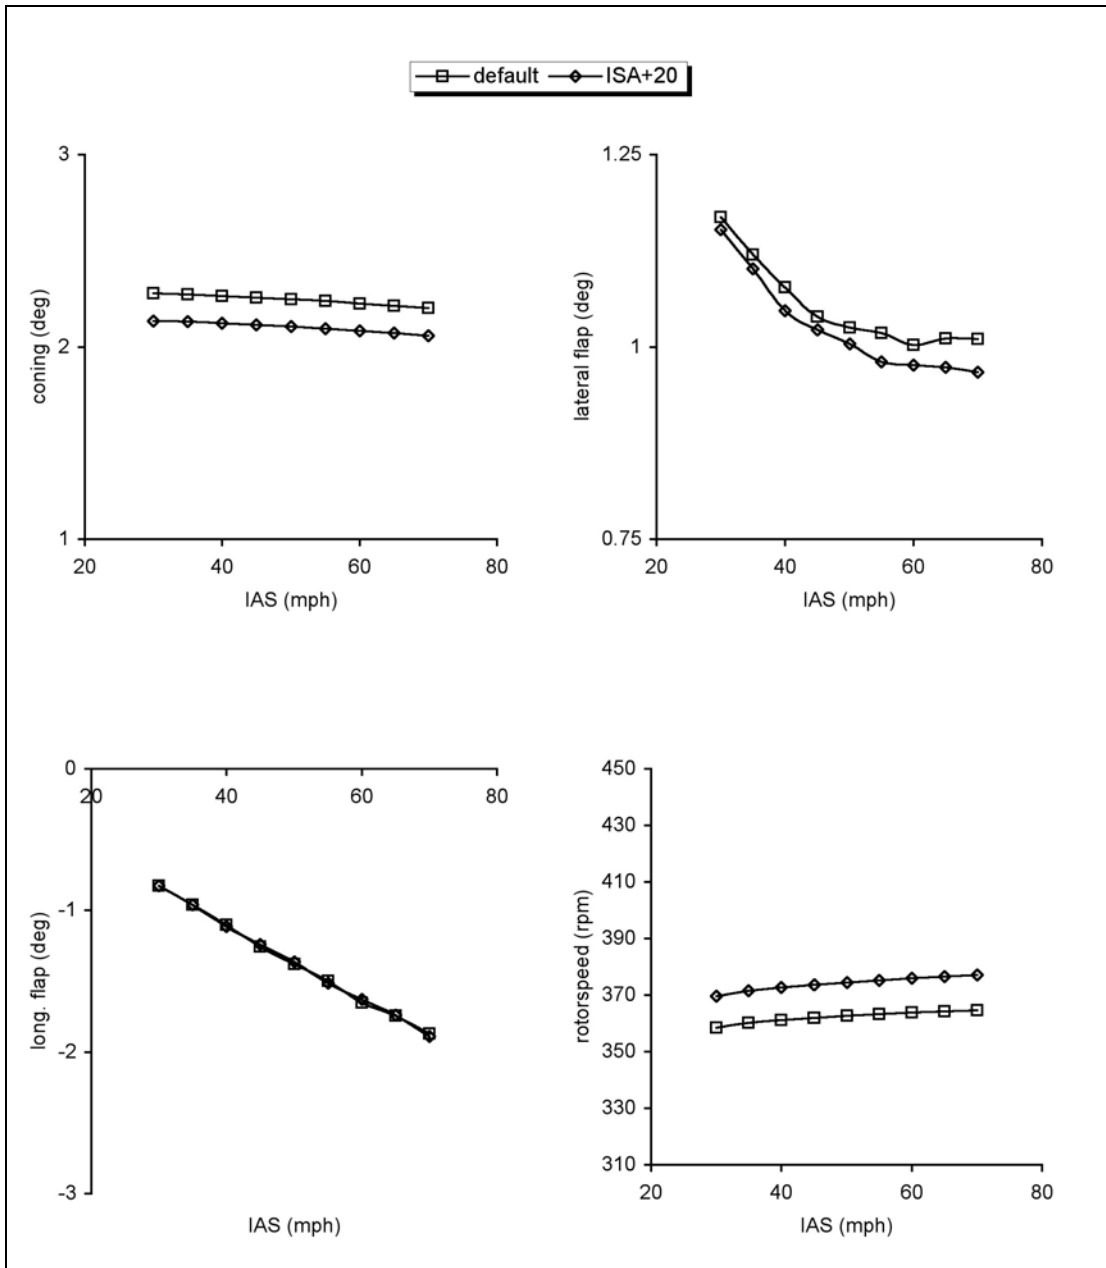 default ISA+20
3
2
1
20 40 60 80
coning (deg)
IAS (mph)
1.25
1
0.75
20 40 60 80
lateral flap (deg)
IAS (mph)
0
20 40 60 80
-1
-2
-3
long. flap (deg)
IAS (mph)
450
430
410
390
370
350
330
310
20 40 60 80
rotorspeed (rpm)
IAS (mph)